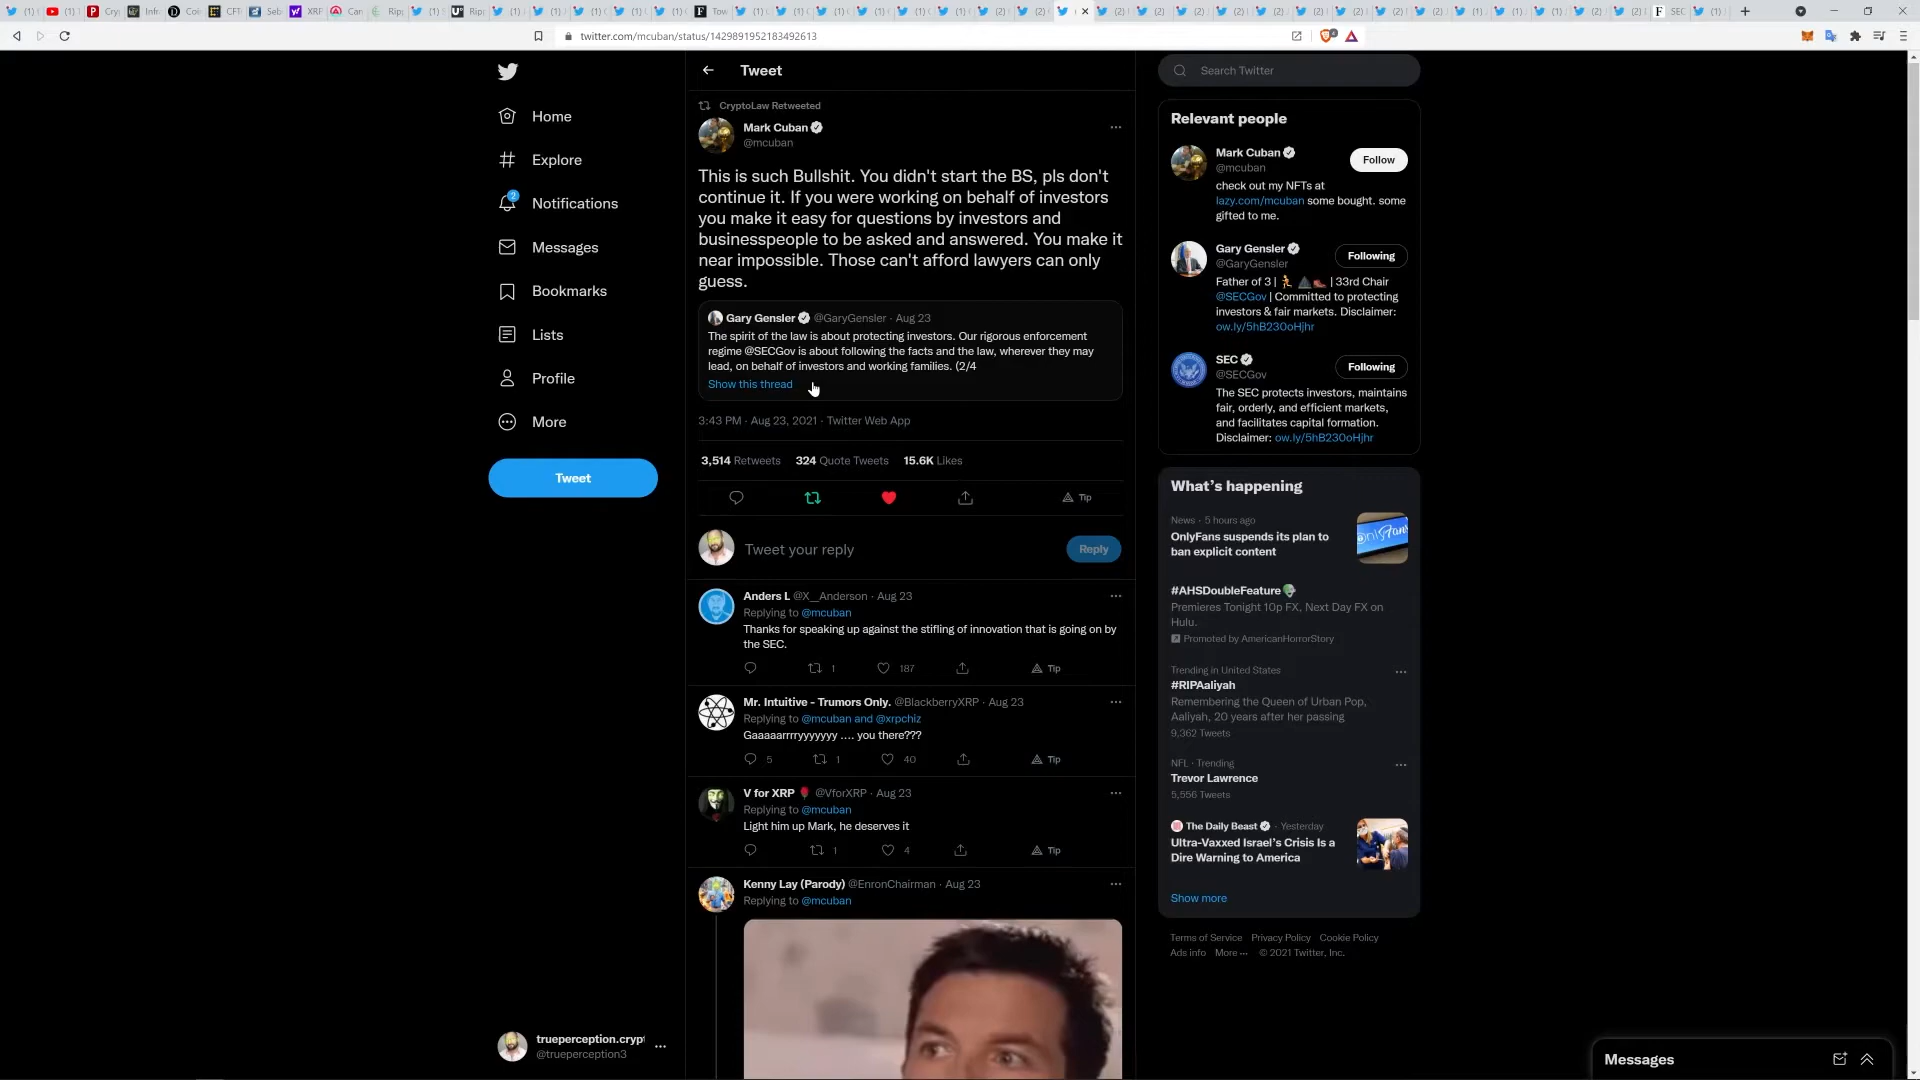 twitter.com/mcuban/status/1429891952183492613
Home
Explore
2
Notifications
Messages
Bookmarks
Lists
Profile
More
Tweet
trueperception.crypt
@trueperception3
Tweet
CryptoLaw Retweeted
Mark Cuban
@mcuban
This is such Bullshit. You didn't start the BS, pls don't
continue it. If you were working on behalf of investors
you make it easy for questions by investors and
businesspeople to be asked and answered. You make it
near impossible. Those can't afford lawyers can only
guess.
Gary Gensler @GaryGensler · Aug 23
The spirit of the law is about protecting investors. Our rigorous enforcement
regime @SECGov is about following the facts and the law, wherever they may
lead, on behalf of investors and working families. (2/4
Show this thread
3:43 PM · Aug 23, 2021 · Twitter Web App
3,514 Retweets 324 Quote Tweets 15.6K Likes
Tip
Tweet your reply
Reply
Anders L @X__Anderson · Aug 23
Replying to @mcuban
Thanks for speaking up against the stifling of innovation that is going on by
the SEC.
1 187 Tip
Mr. Intuitive - Trumors Only. @BlackberryXRP · Aug 23
Replying to @mcuban and @xrpchiz
Gaaaaarrrryyyyyyy .... you there???
5 1 40 Tip
V for XRP 🌹 @VforXRP · Aug 23
Replying to @mcuban
Light him up Mark, he deserves it
1 4 Tip
Kenny Lay (Parody) @EnronChairman · Aug 23
Replying to @mcuban
Search Twitter
Relevant people
Mark Cuban
@mcuban
Follow
check out my NFTs at
lazy.com/mcuban some bought. some
gifted to me.
Gary Gensler
@GaryGensler
Following
Father of 3 | | 33rd Chair
@SECGov | Committed to protecting
investors & fair markets. Disclaimer:
ow.ly/5hB230oHjhr
SEC
@SECGov
Following
The SEC protects investors, maintains
fair, orderly, and efficient markets,
and facilitates capital formation.
Disclaimer: ow.ly/5hB230oHjhr
What's happening
News · 5 hours ago
OnlyFans suspends its plan to
ban explicit content
#AHSDoubleFeature
Premieres Tonight 10p FX, Next Day FX on
Hulu.
Promoted by AmericanHorrorStory
Trending in United States
#RIPAaliyah
Remembering the Queen of Urban Pop,
Aaliyah, 20 years after her passing
9,362 Tweets
NFL · Trending
Trevor Lawrence
5,556 Tweets
The Daily Beast · Yesterday
Ultra-Vaxxed Israel's Crisis Is a
Dire Warning to America
Show more
Terms of Service Privacy Policy Cookie Policy
Ads info More ··· © 2021 Twitter, Inc.
Messages